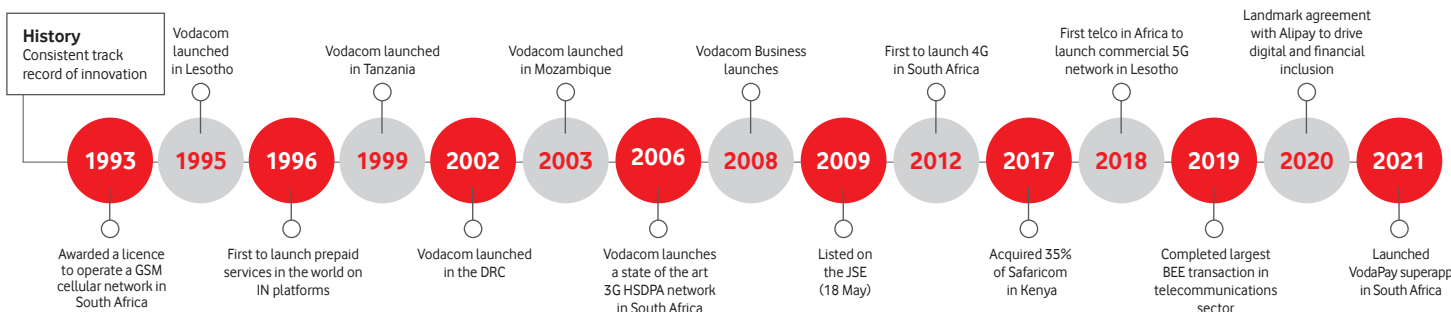 History
Consistent track
record of innovation
1993
Awarded a licence
to operate a GSM
cellular network in
South Africa
Vodacom
launched
in Lesotho
1995
1996
First to launch prepaid
services in the world on
IN platforms
Vodacom launched
in Tanzania
1999
2002
Vodacom launched
in the DRC
Vodacom launched
in Mozambique
2003
2006
Vodacom launches
a state of the art
3G HSDPA network
in South Africa
Vodacom Business
launches
2008
2009
Listed on
the JSE
(18 May)
First to launch 4G
in South Africa
2012
2017
Acquired 35%
of Safaricom
in Kenya
First telco in Africa to
launch commercial 5G
network in Lesotho
2018
2019
Completed largest
BEE transaction in
telecommunications
sector
Landmark agreement
with Alipay to drive
digital and financial
inclusion
2020
2021
Launched
VodaPay superapp
in South Africa